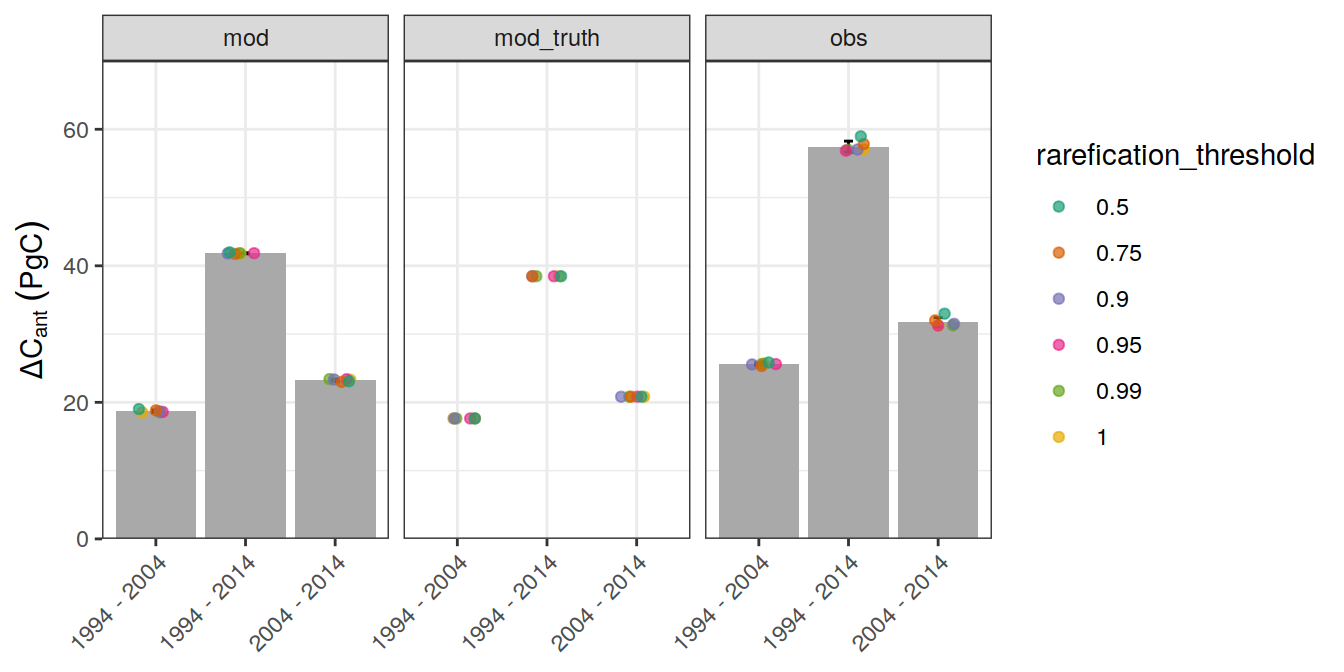 mod mod_truth obs
ΔCant (PgC)
60
40
20
0
1994 - 2004 1994 - 2014 2004 - 2014 1994 - 2004 1994 - 2014 2004 - 2014 1994 - 2004 1994 - 2014 2004 - 2014
rarefication_threshold
0.5
0.75
0.9
0.95
0.99
1